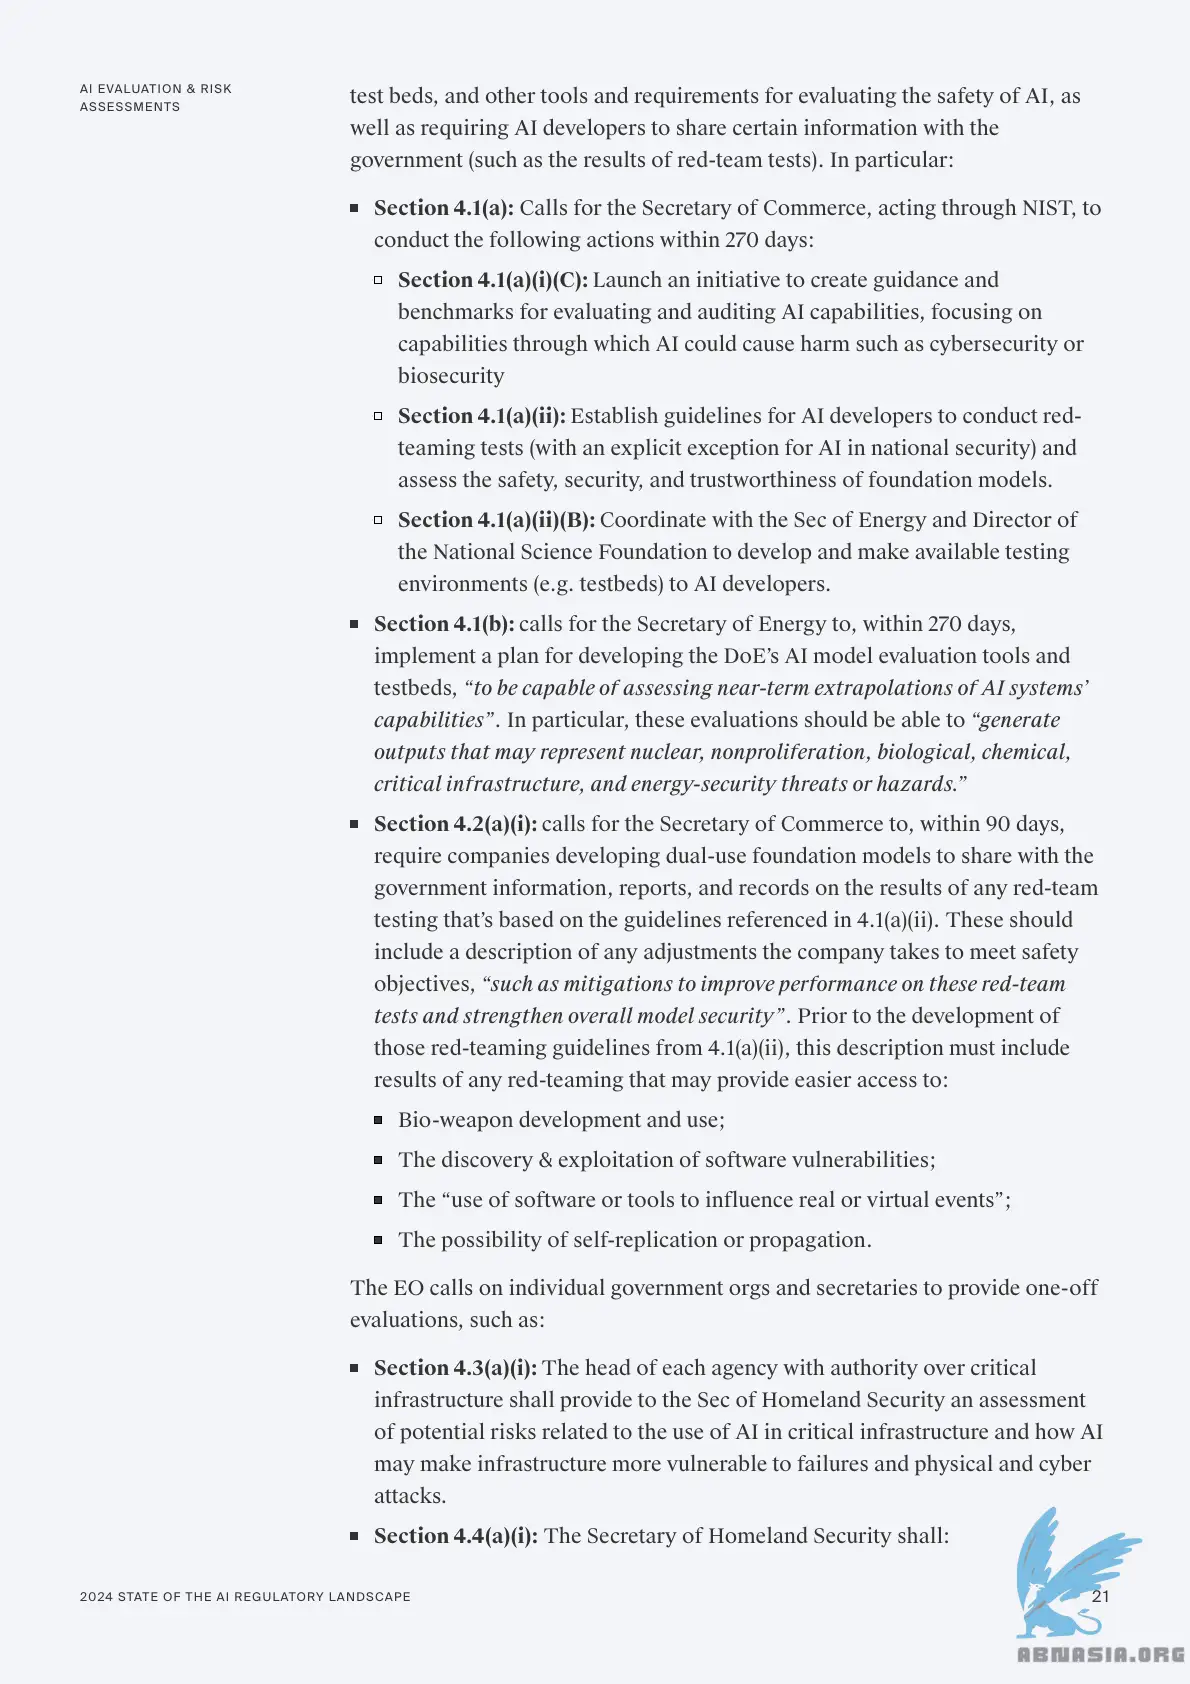 AI EVALUATION & RISK
ASSESSMENTS
test beds, and other tools and requirements for evaluating the safety of AI, as
well as requiring AI developers to share certain information with the
government (such as the results of red-team tests). In particular:
Section 4.1(a): Calls for the Secretary of Commerce, acting through NIST, to
conduct the following actions within 270 days:
Section 4.1(a)(i)(C): Launch an initiative to create guidance and
benchmarks for evaluating and auditing AI capabilities, focusing on
capabilities through which AI could cause harm such as cybersecurity or
biosecurity
Section 4.1(a)(ii): Establish guidelines for AI developers to conduct red-
teaming tests (with an explicit exception for AI in national security) and
assess the safety, security, and trustworthiness of foundation models.
Section 4.1(a)(ii)(B): Coordinate with the Sec of Energy and Director of
the National Science Foundation to develop and make available testing
environments (e.g. testbeds) to AI developers.
Section 4.1(b): calls for the Secretary of Energy to, within 270 days,
implement a plan for developing the DoE’s AI model evaluation tools and
testbeds, “to be capable of assessing near-term extrapolations of AI systems’
capabilities”. In particular, these evaluations should be able to “generate
outputs that may represent nuclear, nonproliferation, biological, chemical,
critical infrastructure, and energy-security threats or hazards.”
Section 4.2(a)(i): calls for the Secretary of Commerce to, within 90 days,
require companies developing dual-use foundation models to share with the
government information, reports, and records on the results of any red-team
testing that’s based on the guidelines referenced in 4.1(a)(ii). These should
include a description of any adjustments the company takes to meet safety
objectives, “such as mitigations to improve performance on these red-team
tests and strengthen overall model security”. Prior to the development of
those red-teaming guidelines from 4.1(a)(ii), this description must include
results of any red-teaming that may provide easier access to:
Bio-weapon development and use;
The discovery & exploitation of software vulnerabilities;
The “use of software or tools to influence real or virtual events”;
The possibility of self-replication or propagation.
The EO calls on individual government orgs and secretaries to provide one-off
evaluations, such as:
Section 4.3(a)(i): The head of each agency with authority over critical
infrastructure shall provide to the Sec of Homeland Security an assessment
of potential risks related to the use of AI in critical infrastructure and how AI
may make infrastructure more vulnerable to failures and physical and cyber
attacks.
Section 4.4(a)(i): The Secretary of Homeland Security shall:
2024 STATE OF THE AI REGULATORY LANDSCAPE
21
ABNASIA.ORG